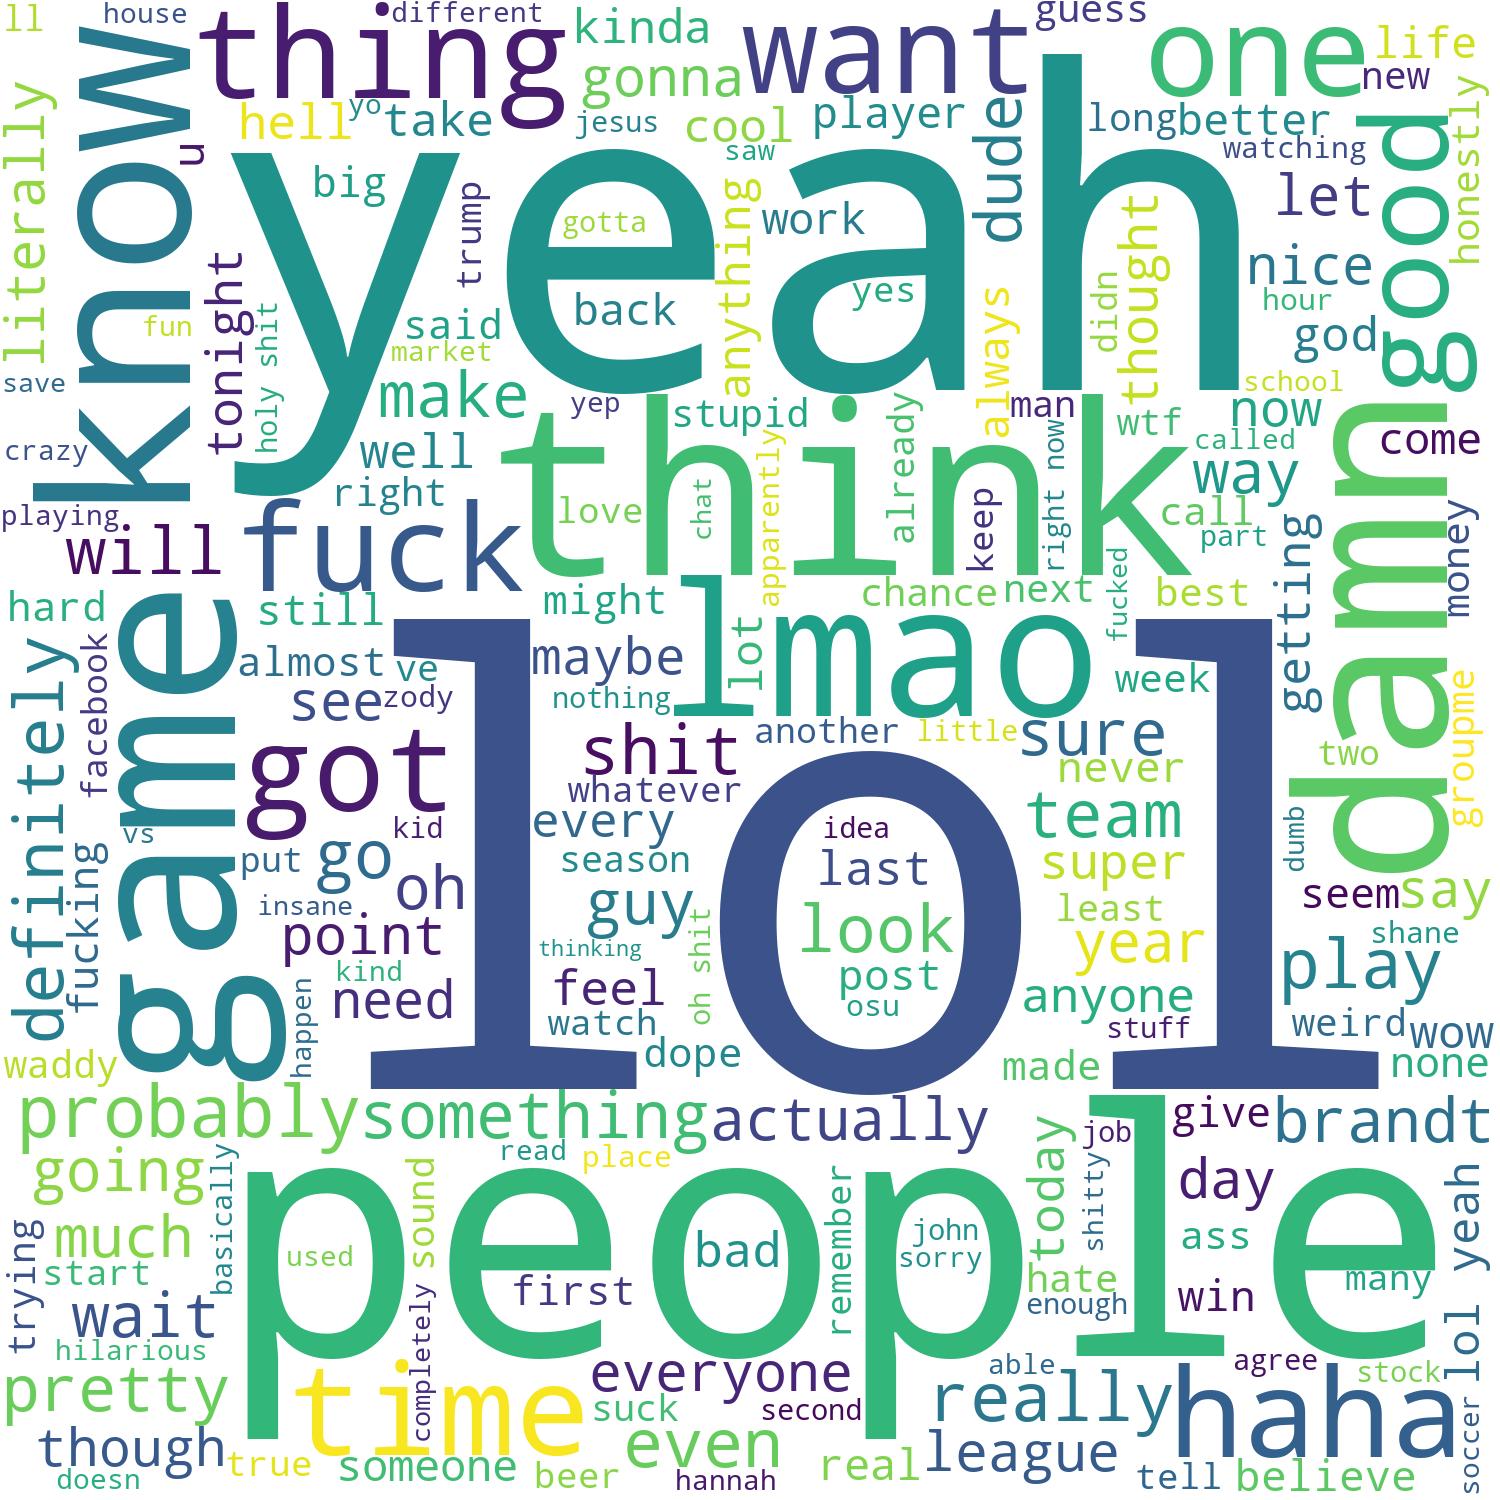 ll
house
thing
different
kinda
want
guess
one
life
know
gonna
new
literally
hell
yo
take
jesus
cool
player
dude
long
better
good
honestly
u
yeah
saw
watching
big
trump
gotta
anything
work
thought
let
tonight
fun
holy shit
said
back
yes
always
didn
nice
hour
god
market
save
make
yep
stupid
already
man
wtf
now
school
damn
crazy
well
think
apparently
right now
way
called
come
right
love
chat
keep
call
part
playing
will
fuck
getting
money
hard
still
might
lmao
chance
next
fucked
best
definitely
facebook
game
almost
ve
maybe
lot
week
see
zody
nothing
lol
groupme
got
shit
another
little
sure
two
whatever
never
vs
kid
every
idea
team
dumb
fucking
put
go
season
last
super
oh
insane
guy
look
least
seem
say
point
thinking
oh shit
year
play
shane
kind
feel
post
need
watch
osu
anyone
weird
wow
happen
stuff
waddy
dope
made
none
probably
something
actually
today
job
give
brandt
going
basically
read
place
people
shitty
day
lol yeah
much
sound
remember
trying
used
bad
john
sorry
ass
start
hate
many
wait
completely
first
enough
win
hilarious
pretty
time
everyone
able
agree
stock
suck
second
really
haha
soccer
though
true
someone
even
league
doesn
beer
hannah
real
tell
believe